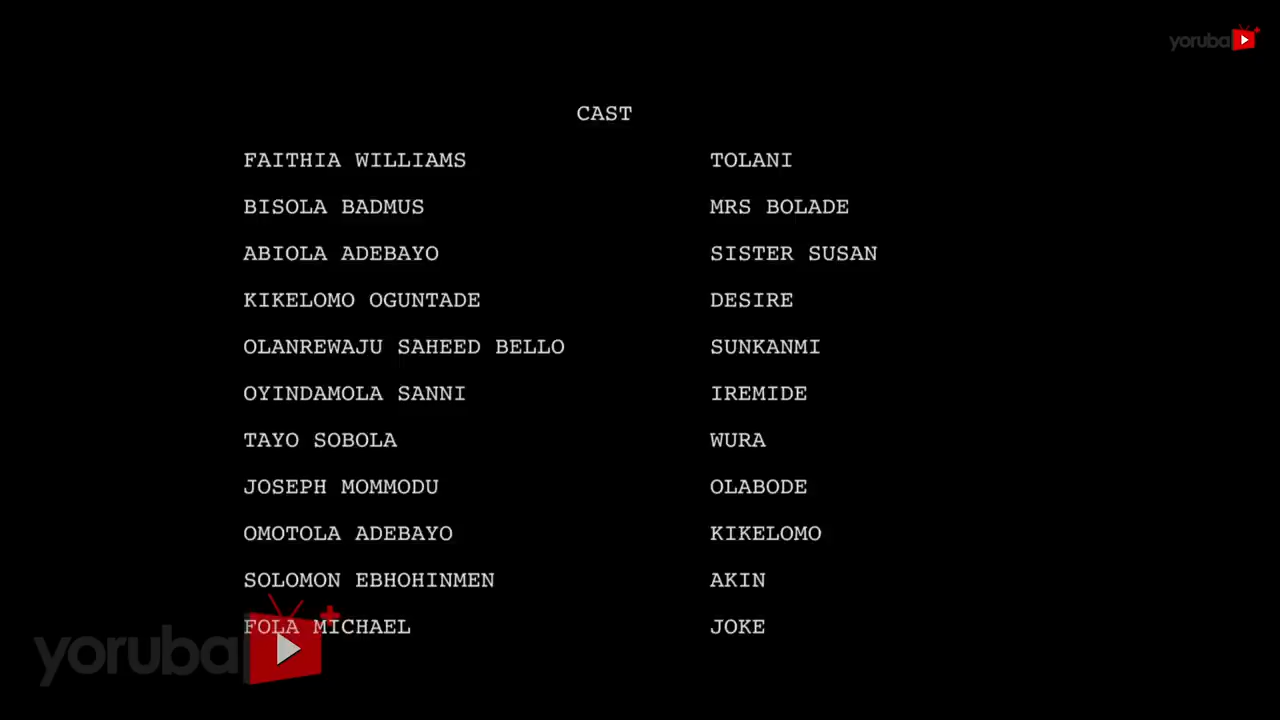 yoruba
CAST
FAITHIA WILLIAMS TOLANI
BISOLA BADMUS MRS BOLADE
ABIOLA ADEBAYO SISTER SUSAN
KIKELOMO OGUNTADE DESIRE
OLANREWAJU SAHEED BELLO SUNKANMI
OYINDAMOLA SANNI IREMIDE
TAYO SOBOLA WURA
JOSEPH MOMMODU OLABODE
OMOTOLA ADEBAYO KIKELOMO
SOLOMON EBHOHINMEN AKIN
FOLA MICHAEL JOKE
yoruba